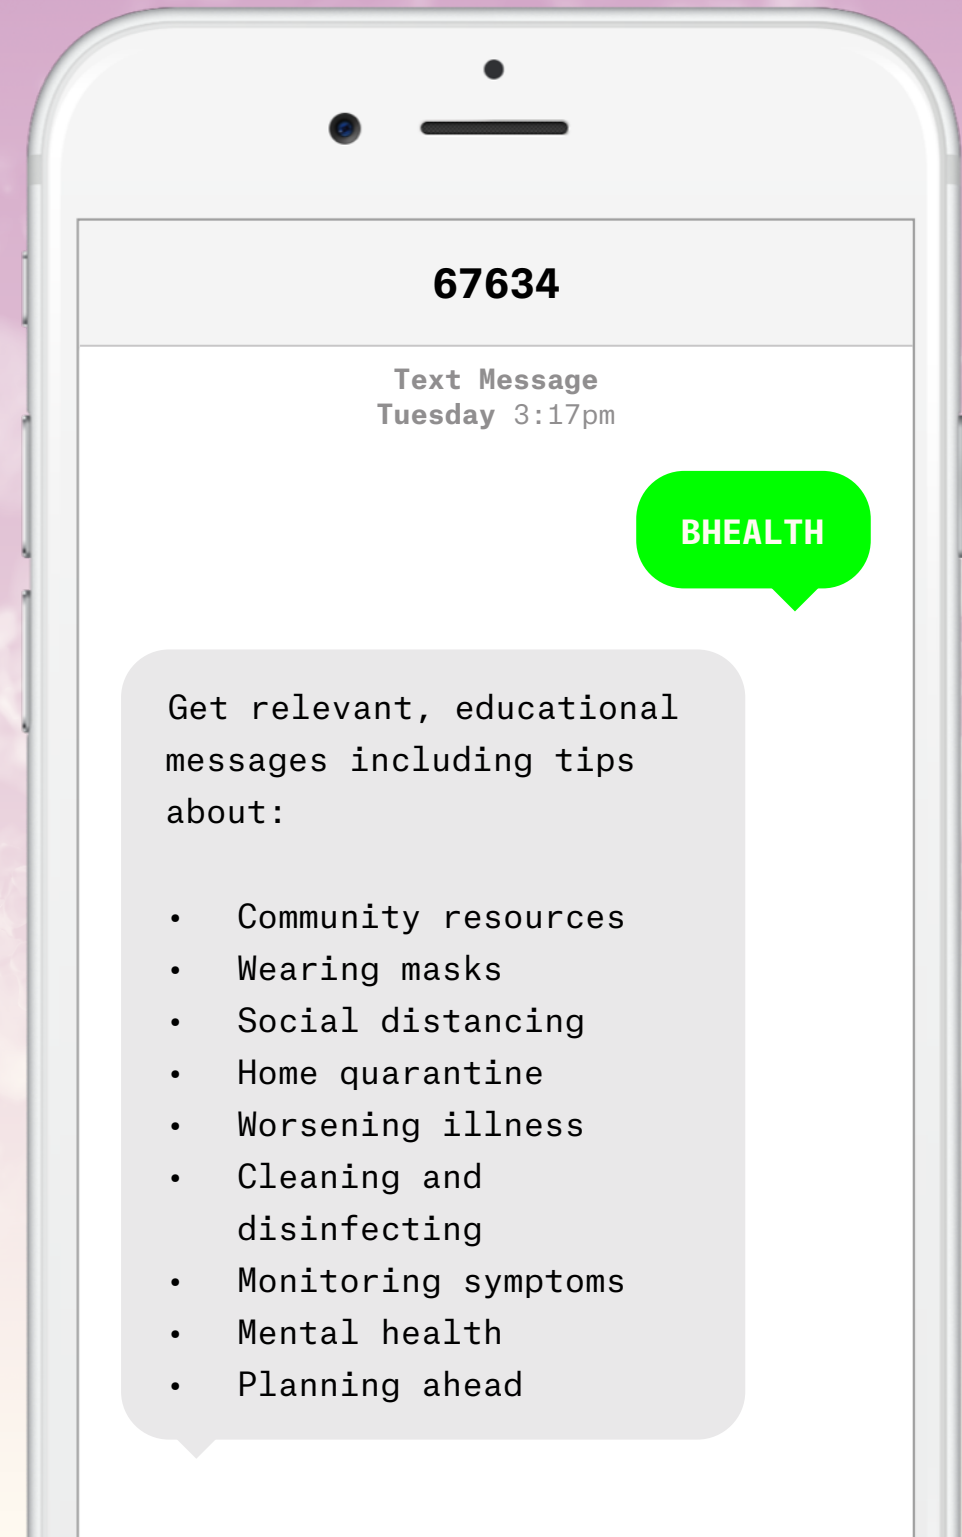 67634
Text Message
Tuesday 3:17pm
BHEALTH
Get relevant, educational
messages including tips
about:
• Community resources
• Wearing masks
• Social distancing
• Home quarantine
• Worsening illness
• Cleaning and
disinfecting
• Monitoring symptoms
• Mental health
• Planning ahead